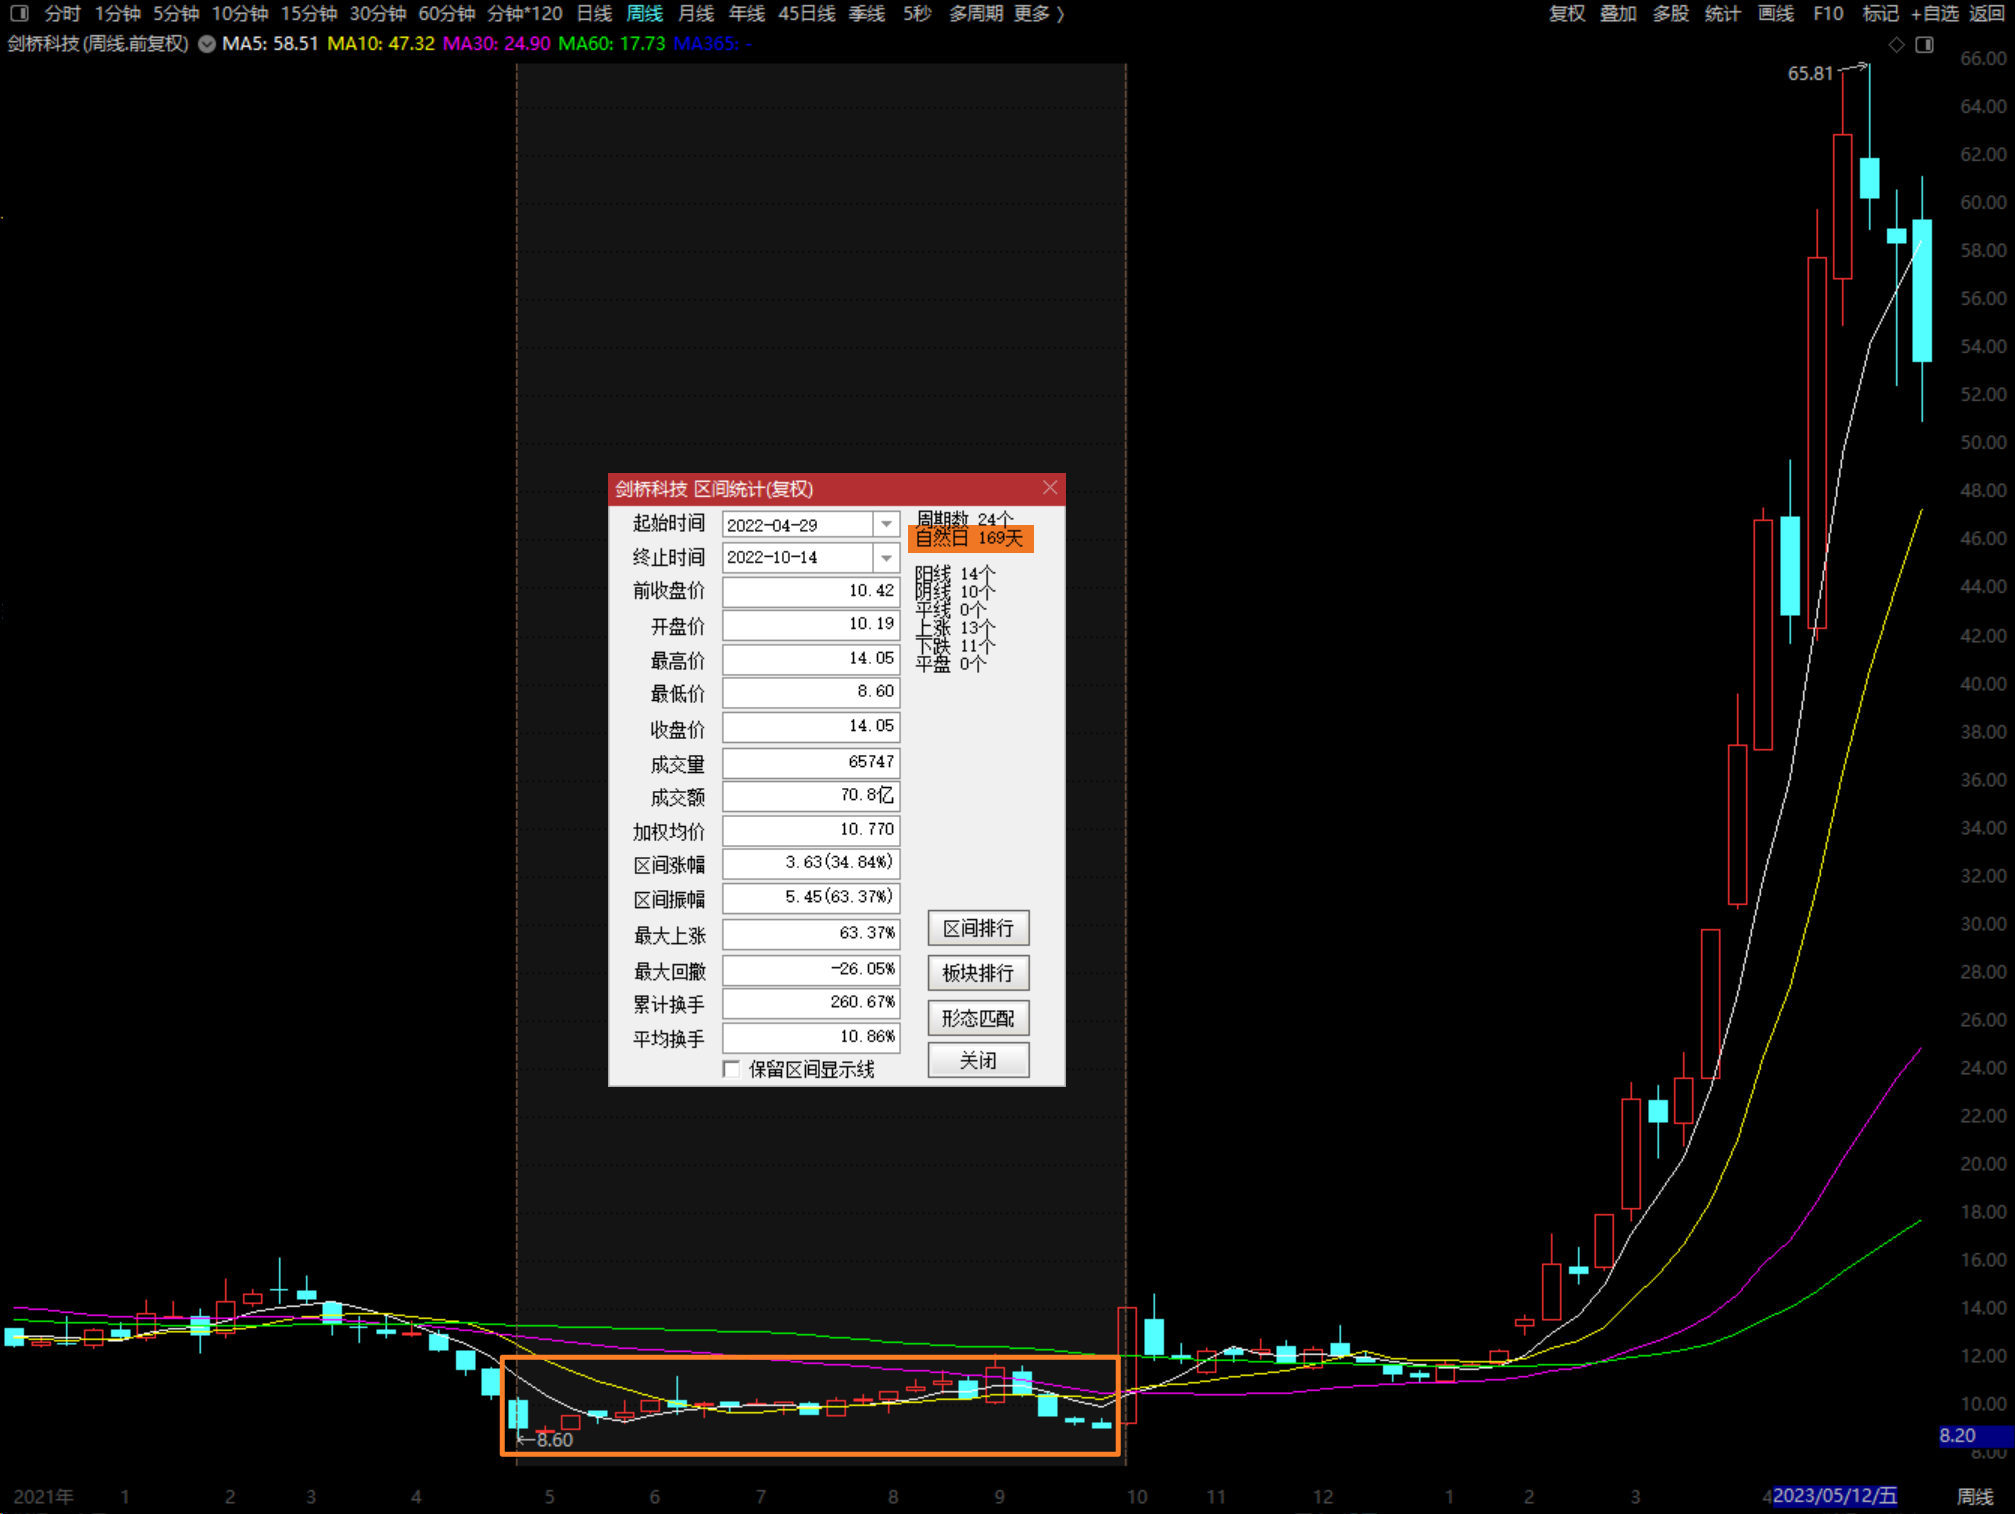 分时 1分钟 5分钟 10分钟 15分钟 30分钟 60分钟 分钟*120 日线 周线 月线 年线 45日线 季线 5秒 多周期 更多 〉 复权 叠加 多股 统计 画线 F10 标记 +自选 返回
剑桥科技(周线.前复权) MA5: 58.51 MA10: 47.32 MA30: 24.90 MA60: 17.73 MA365: -
66.00
65.81
64.00
62.00
60.00
58.00
56.00
54.00
52.00
50.00
48.00
46.00
44.00
42.00
40.00
38.00
36.00
34.00
32.00
30.00
28.00
26.00
24.00
22.00
20.00
18.00
16.00
14.00
12.00
10.00
8.20
8.00
剑桥科技 区间统计(复权)
起始时间 2022-04-29
终止时间 2022-10-14
前收盘价 10.42
开盘价 10.19
最高价 14.05
最低价 8.60
收盘价 14.05
成交量 65747
成交额 70.8亿
加权均价 10.770
区间涨幅 3.63(34.84%)
区间振幅 5.45(63.37%)
最大上涨 63.37%
最大回撤 -26.05%
累计换手 260.67%
平均换手 10.86%
保留区间显示线
周期数 24个
自然日 169天
阳线 14个
阴线 10个
平线 0个
上涨 13个
下跌 11个
平盘 0个
区间排行
板块排行
形态匹配
关闭
8.60
2021年 1 2 3 4 5 6 7 8 9 10 11 12 1 2 3 4 2023/05/12/五 周线